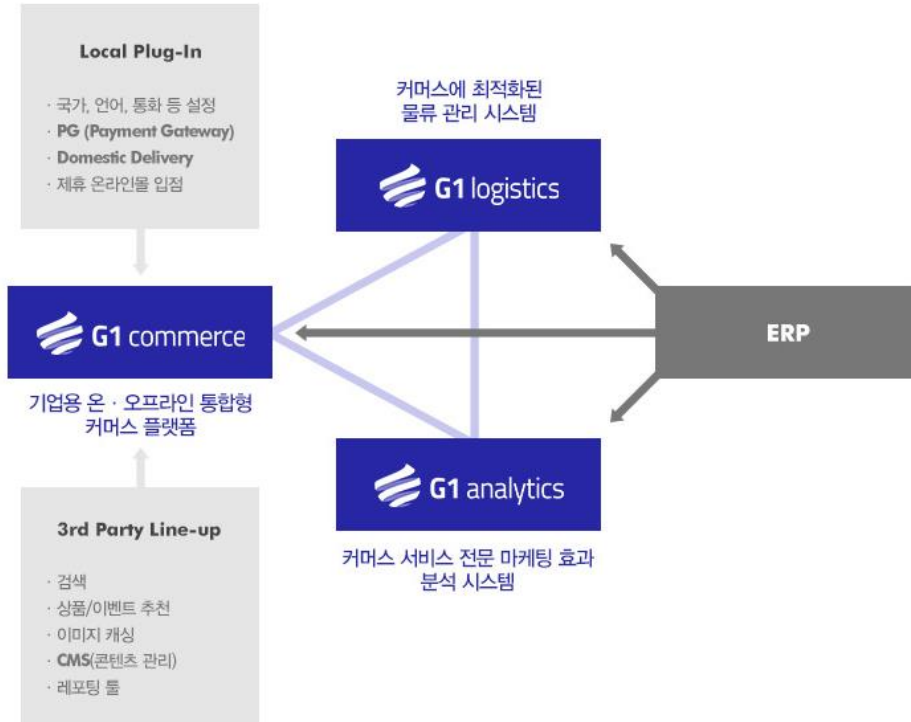 Local Plug-In
· 국가, 언어, 통화 등 설정
· PG (Payment Gateway)
· Domestic Delivery
· 제휴 온라인몰 입점
커머스에 최적화된
물류 관리 시스템
G1 logistics
G1 commerce
기업용 온 · 오프라인 통합형
커머스 플랫폼
ERP
G1 analytics
커머스 서비스 전문 마케팅 효과
분석 시스템
3rd Party Line-up
· 검색
· 상품/이벤트 추천
· 이미지 캐싱
· CMS(콘텐츠 관리)
· 레포팅 툴